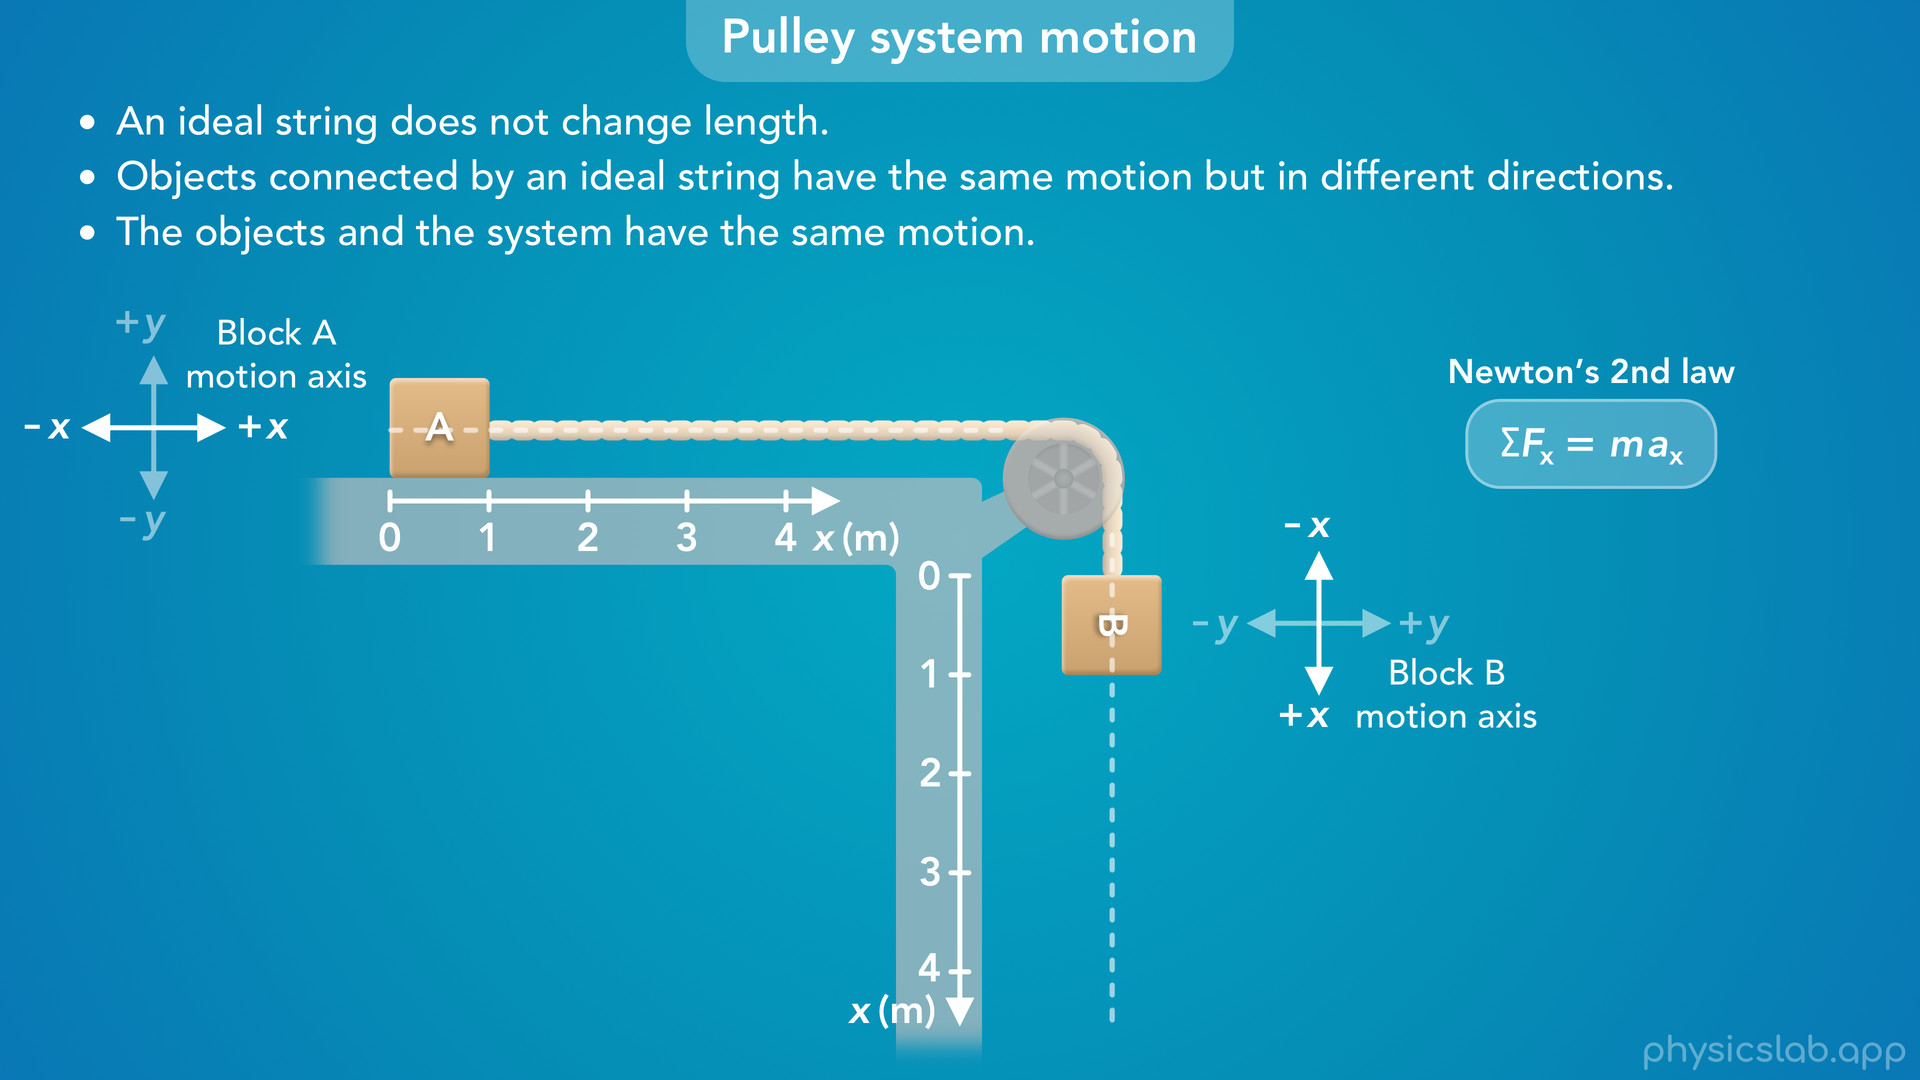 Pulley system motion
• An ideal string does not change length.
• Objects connected by an ideal string have the same motion but in different directions.
• The objects and the system have the same motion.
+y
Block A
motion axis
-x
+x
-y
A
0 1 2 3 4 x (m)
Newton's 2nd law
ΣFₓ = maₓ
B
0
1
2
3
4
x (m)
-x
-y
+y
Block B
motion axis
+x
physicslab.app